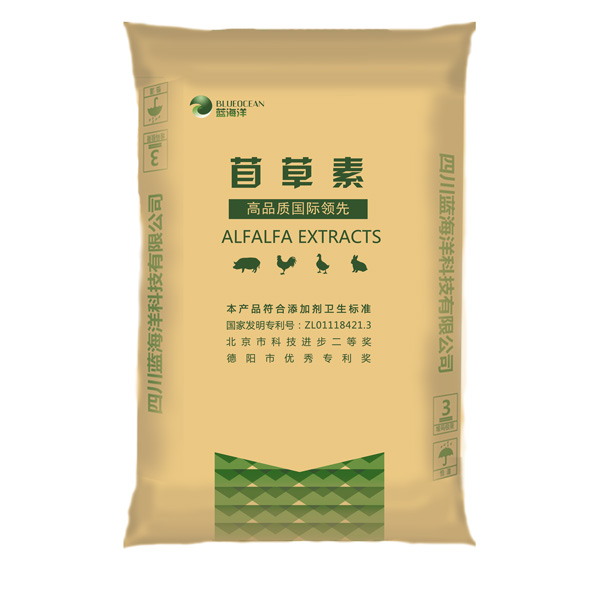 BLUEOCEAN
蓝海洋
苜草素
高品质国际领先
ALFALFA EXTRACTS
本产品符合添加剂卫生标准
国家发明专利号：ZL01118421.3
北京市科技进步二等奖
德阳市优秀专利奖
四川蓝海洋科技有限公司
3
四川蓝海洋科技有限公司
3